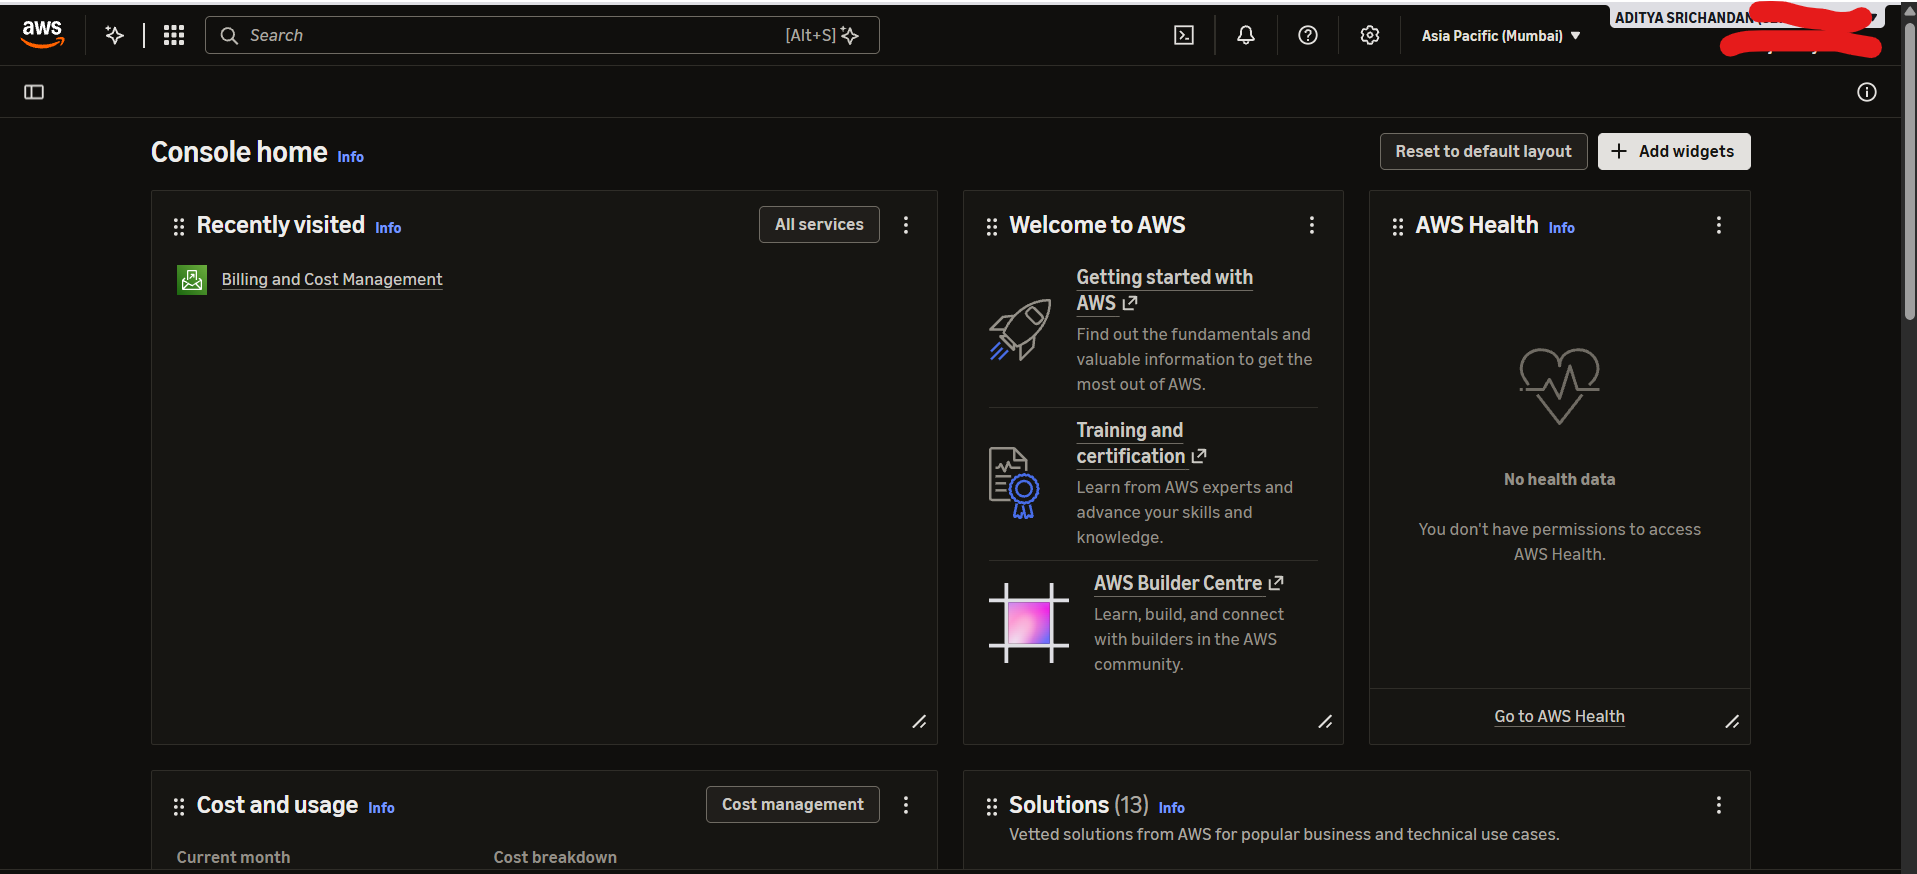 aws
Search [Alt+S]
Asia Pacific (Mumbai)
ADITYA SRICHANDAN
Console home Info
Reset to default layout
Add widgets
Recently visited Info
All services
Billing and Cost Management
Welcome to AWS
Getting started with
AWS
Find out the fundamentals and
valuable information to get the
most out of AWS.
Training and
certification
Learn from AWS experts and
advance your skills and
knowledge.
AWS Builder Centre
Learn, build, and connect
with builders in the AWS
community.
AWS Health Info
No health data
You don't have permissions to access
AWS Health.
Go to AWS Health
Cost and usage Info
Cost management
Current month
Cost breakdown
Solutions (13) Info
Vetted solutions from AWS for popular business and technical use cases.